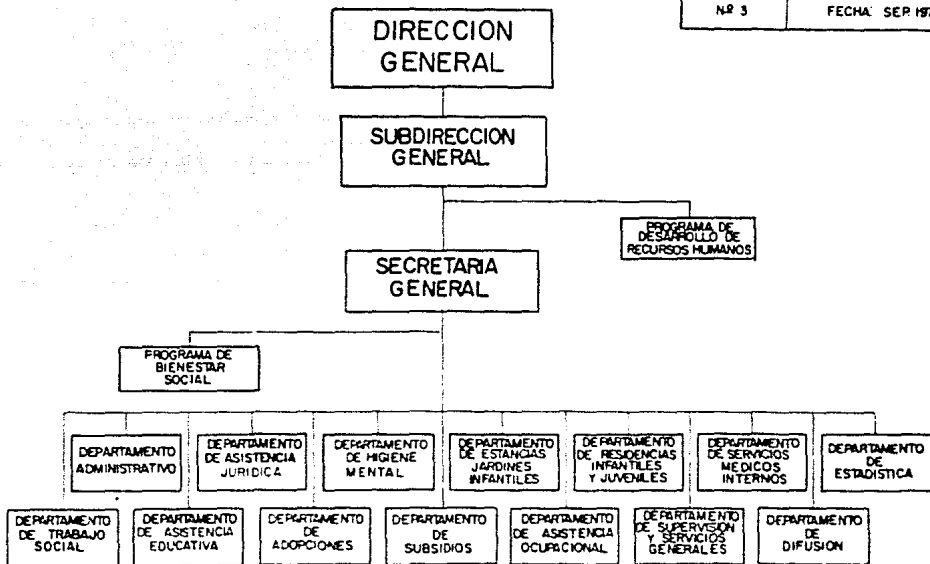 Nº 3
FECHA: SEP. 197
DIRECCION
GENERAL
SUBDIRECCION
GENERAL
PROGRAMA DE
DESARROLLO DE
RECURSOS HUMANOS
SECRETARIA
GENERAL
PROGRAMA DE
BIENESTAR
SOCIAL
DEPARTAMENTO
ADMINISTRATIVO
DEPARTAMENTO
DE ASISTENCIA
JURIDICA
DEPARTAMENTO
DE HIGIENE
MENTAL
DEPARTAMENTO
DE ESTANCIAS
JARDINES
INFANTILES
DEPARTAMENTO
DE RESIDENCIAS
INFANTILES
Y JUVENILES
DEPARTAMENTO
DE SERVICIOS
MEDICOS
INTERNOS
DEPARTAMENTO
DE
ESTADISTICA
DEPARTAMENTO
DE TRABAJO
SOCIAL
DEPARTAMENTO
DE ASISTENCIA
EDUCATIVA
DEPARTAMENTO
DE
ADOPCIONES
DEPARTAMENTO
DE
SUBSIDIOS
DEPARTAMENTO
DE ASISTENCIA
OCUPACIONAL
DEPARTAMENTO
DE SUPERVISION
Y SERVICIOS
GENERALES
DEPARTAMENTO
DE
DIFUSION